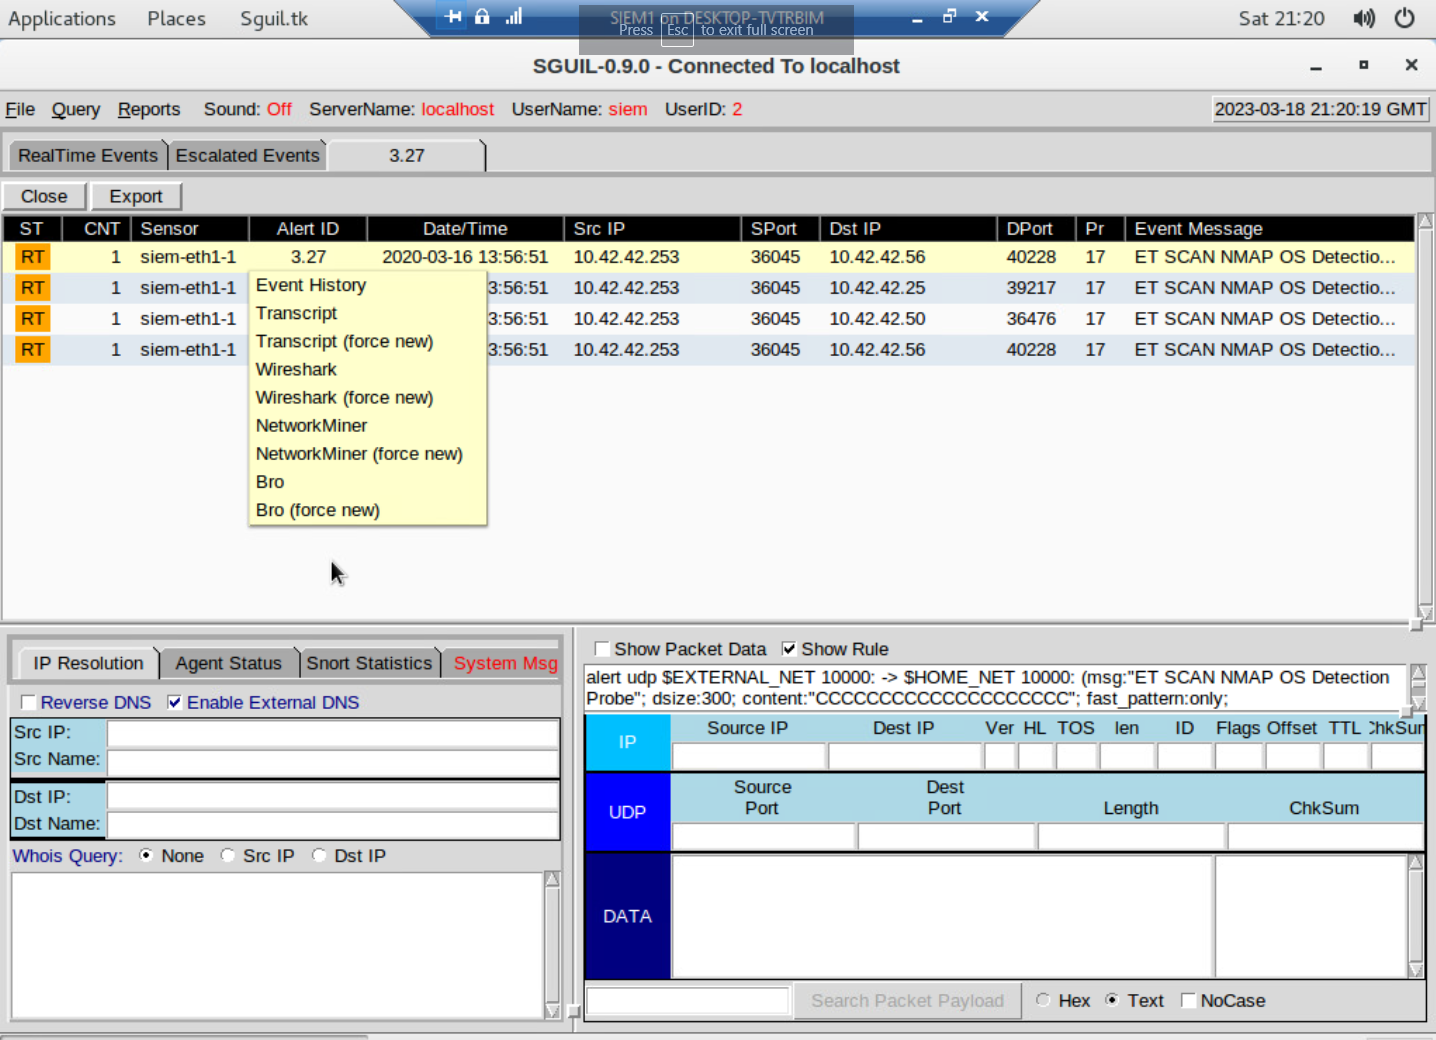 Applications Places Sguil.tk SIEM1 on DESKTOP-TVTRBIM Sat 21:20
Press Esc to exit full screen
SGUIL-0.9.0 - Connected To localhost
File Query Reports Sound: Off ServerName: localhost UserName: siem UserID: 2 2023-03-18 21:20:19 GMT
RealTime Events Escalated Events 3.27
Close Export
ST CNT Sensor Alert ID Date/Time Src IP SPort Dst IP DPort Pr Event Message
RT 1 siem-eth1-1 3.27 2020-03-16 13:56:51 10.42.42.253 36045 10.42.42.56 40228 17 ET SCAN NMAP OS Detectio...
RT 1 siem-eth1-1 3:56:51 10.42.42.253 36045 10.42.42.25 39217 17 ET SCAN NMAP OS Detectio...
RT 1 siem-eth1-1 3:56:51 10.42.42.253 36045 10.42.42.50 36476 17 ET SCAN NMAP OS Detectio...
RT 1 siem-eth1-1 3:56:51 10.42.42.253 36045 10.42.42.56 40228 17 ET SCAN NMAP OS Detectio...
Event History
Transcript
Transcript (force new)
Wireshark
Wireshark (force new)
NetworkMiner
NetworkMiner (force new)
Bro
Bro (force new)
IP Resolution Agent Status Snort Statistics System Msg
Reverse DNS Enable External DNS
Src IP:
Src Name:
Dst IP:
Dst Name:
Whois Query: None Src IP Dst IP
Show Packet Data Show Rule
alert udp $EXTERNAL_NET 10000: -> $HOME_NET 10000: (msg:"ET SCAN NMAP OS Detection
Probe"; dsize:300; content:"CCCCCCCCCCCCCCCCCCCC"; fast_pattern:only;
IP Source IP Dest IP Ver HL TOS len ID Flags Offset TTL ChkSum
UDP Source Port Dest Port Length ChkSum
DATA
Search Packet Payload Hex Text NoCase